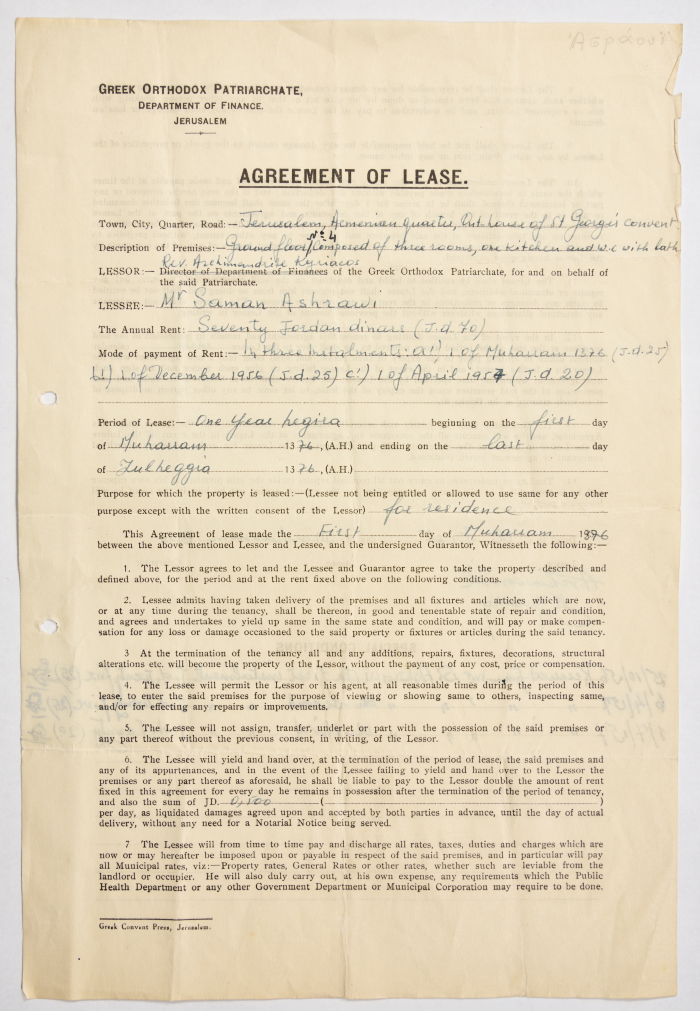 'Ασράουι
GREEK ORTHODOX PATRIARCHATE,
DEPARTMENT OF FINANCE.
JERUSALEM
AGREEMENT OF LEASE.
Town, City, Quarter, Road:— Jerusalem, Armenian quarter, Out house of St George's convent
Description of Premises:— Ground floor, No 4 composed of three rooms, one kitchen and w.c with bath
Rev. Archimandrite Kyriacos
LESSOR:— Director of Department of Finances of the Greek Orthodox Patriarchate, for and on behalf of
the said Patriarchate.
LESSEE:— Mr Saman Ashrawi
The Annual Rent: Seventy Jordan dinars (J.d. 70)
Mode of payment of Rent:— In three instalments: a') 1 of Muharram 1376 (J.d. 25)
b') 1 of December 1956 (J.d. 25) c') 1 of April 1957 (J.d. 20)
Period of Lease:— One Year hegira beginning on the first day
of Muharram 1376, (A.H.) and ending on the last day
of Zulheggia 1376, (A.H.)
Purpose for which the property is leased:—(Lessee not being entitled or allowed to use same for any other
purpose except with the written consent of the Lessor) for residence
This Agreement of lease made the First day of Muharram 1376
between the above mentioned Lessor and Lessee, and the undersigned Guarantor, Witnesseth the following:—
1. The Lessor agrees to let and the Lessee and Guarantor agree to take the property described and
defined above, for the period and at the rent fixed above on the following conditions.
2. Lessee admits having taken delivery of the premises and all fixtures and articles which are now,
or at any time during the tenancy, shall be thereon, in good and tenentable state of repair and condition,
and agrees and undertakes to yield up same in the same state and condition, and will pay or make compen-
sation for any loss or damage occasioned to the said property or fixtures or articles during the said tenancy.
3 At the termination of the tenancy all and any additions, repairs, fixtures, decorations, structural
alterations etc. will become the property of the Lessor, without the payment of any cost, price or compensation.
4. The Lessee will permit the Lessor or his agent, at all reasonable times during the period of this
lease, to enter the said premises for the purpose of viewing or showing same to others, inspecting same,
and/or for effecting any repairs or improvements.
5. The Lessee will not assign, transfer, underlet or part with the possession of the said premises or
any part thereof without the previous consent, in writing, of the Lessor.
6. The Lessee will yield and hand over, at the termination of the period of lease, the said premises and
any of its appurtenances, and in the event of the Lessee failing to yield and hand over to the Lessor the
premises or any part thereof as aforesaid, he shall be liable to pay to the Lessor double the amount of rent
fixed in this agreement for every day he remains in possession after the termination of the period of tenancy,
and also the sum of JD. 0,500 ( )
per day, as liquidated damages agreed upon and accepted by both parties in advance, until the day of actual
delivery, without any need for a Notarial Notice being served.
7 The Lessee will from time to time pay and discharge all rates, taxes, duties and charges which are
now or may hereafter be imposed upon or payable in respect of the said premises, and in particular will pay
all Municipal rates, viz:—Property rates, General Rates or other rates, whether such are leviable from the
landlord or occupier. He will also duly carry out, at his own expense, any requirements which the Public
Health Department or any other Government Department or Municipal Corporation may require to be done.
Greek Convent Press, Jerusalem.